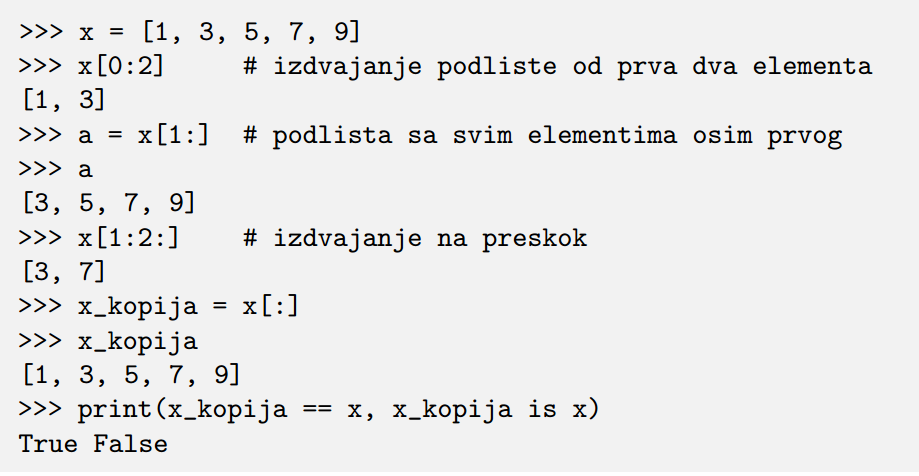 >>> x = [1, 3, 5, 7, 9]
>>> x[0:2]     # izdvajanje podliste od prva dva elementa
[1, 3]
>>> a = x[1:]  # podlista sa svim elementima osim prvog
>>> a
[3, 5, 7, 9]
>>> x[1:2:]    # izdvajanje na preskok
[3, 7]
>>> x_kopija = x[:]
>>> x_kopija
[1, 3, 5, 7, 9]
>>> print(x_kopija == x, x_kopija is x)
True False